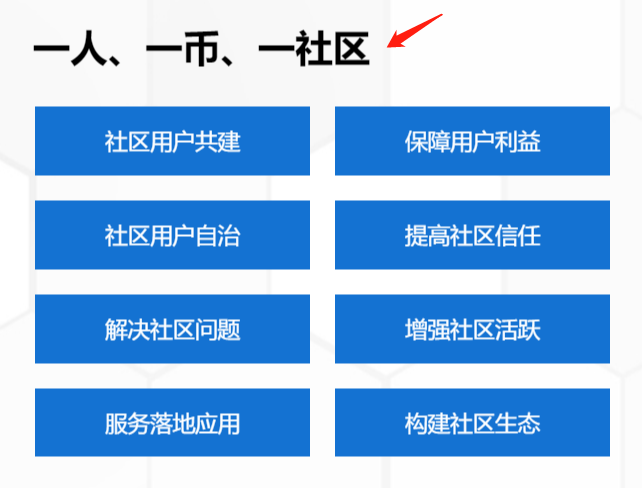 一人、一币、一社区
社区用户共建
保障用户利益
社区用户自治
提高社区信任
解决社区问题
增强社区活跃
服务落地应用
构建社区生态